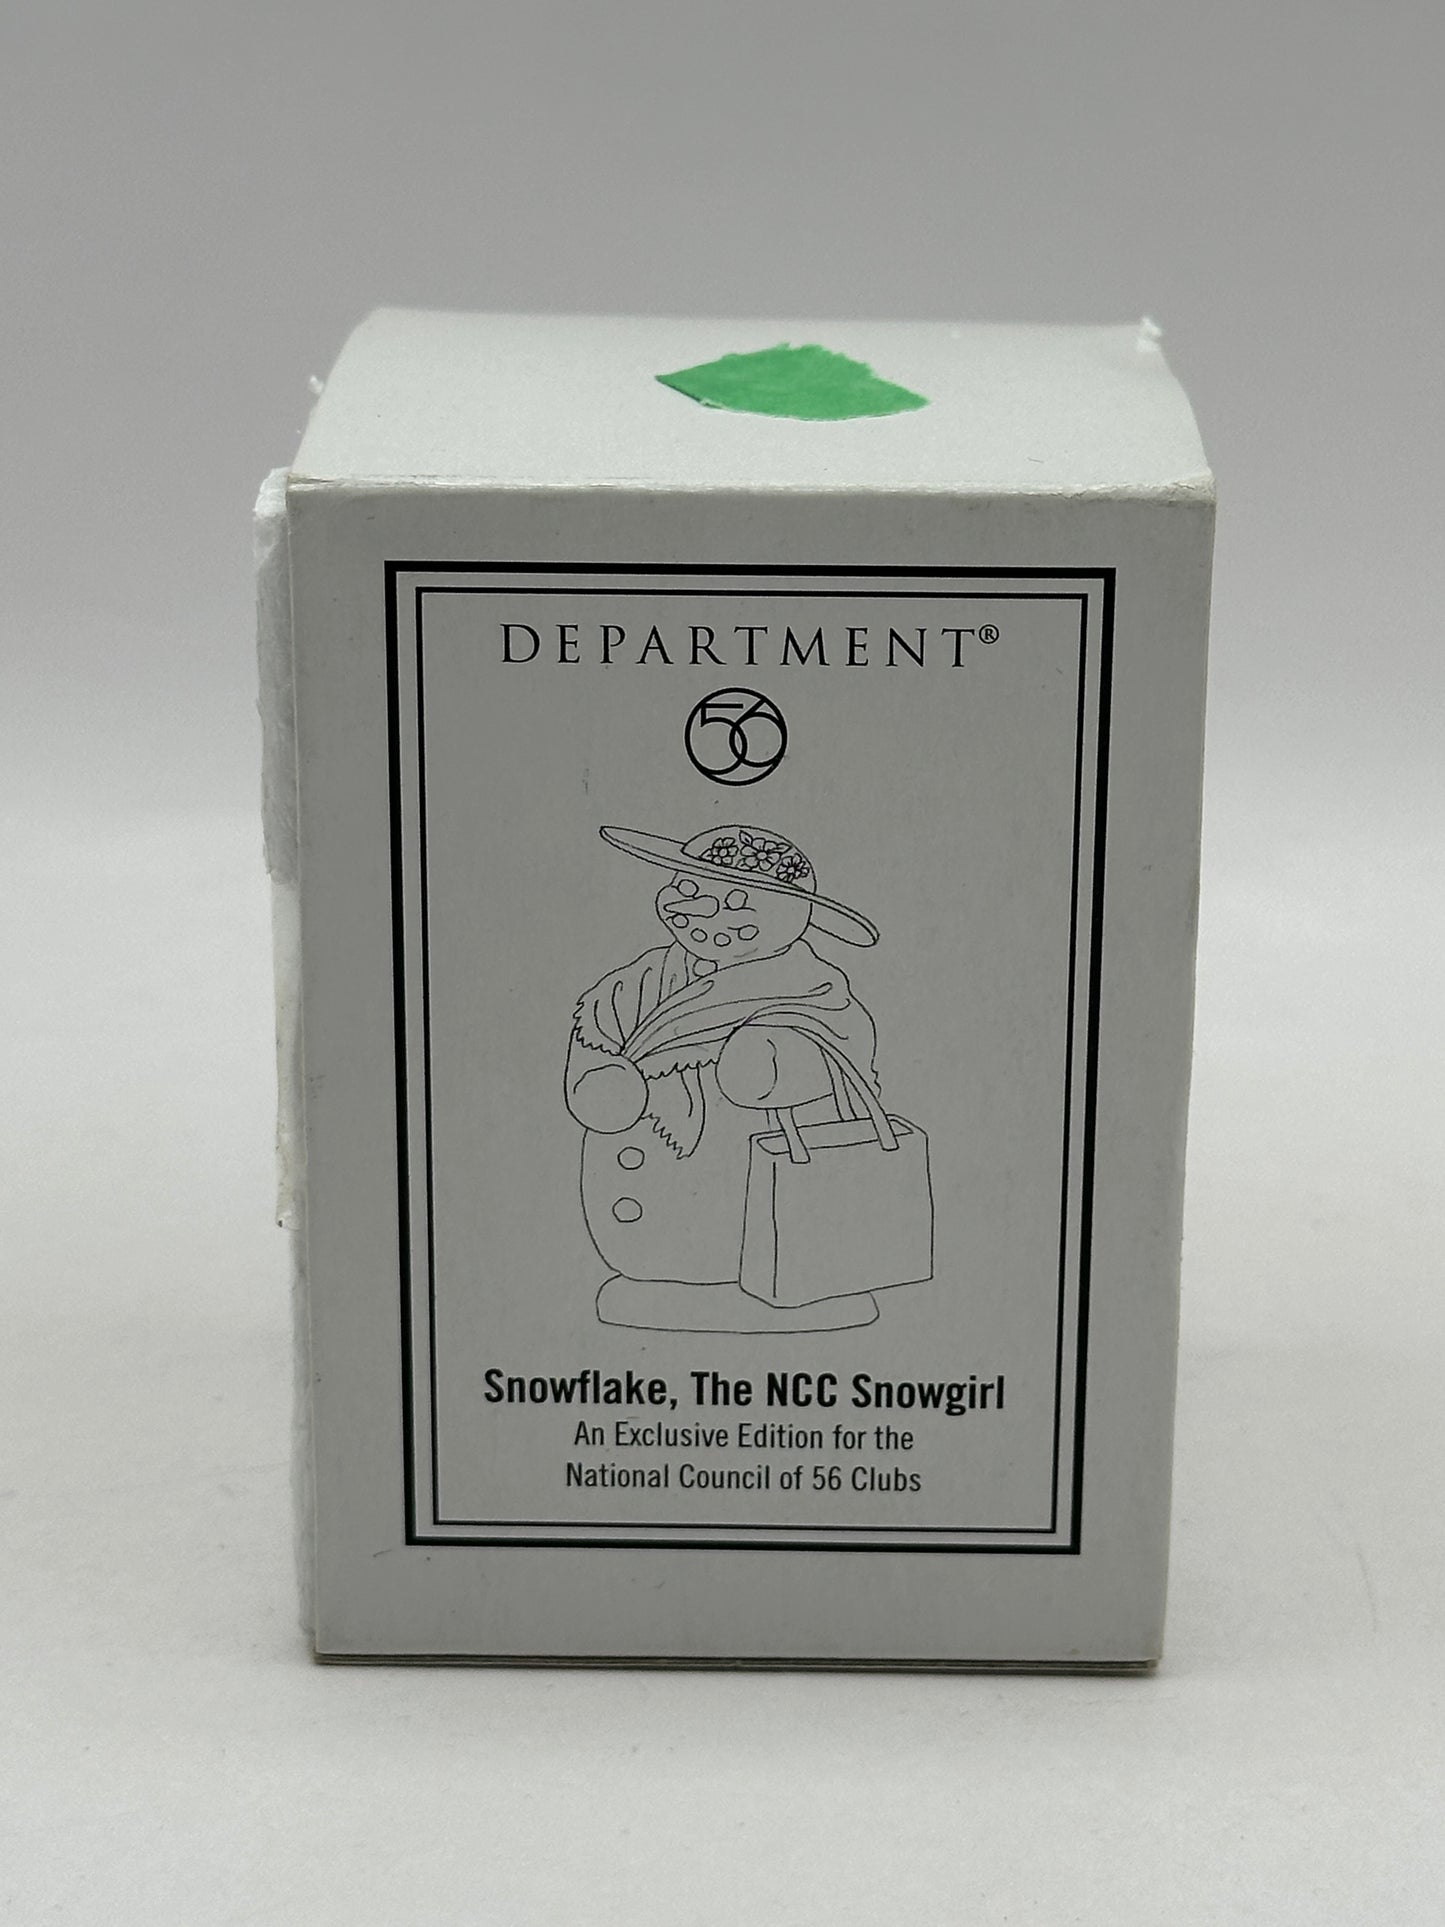 DEPARTMENT®
56
Snowflake, The NCC Snowgirl
An Exclusive Edition for the
National Council of 56 Clubs